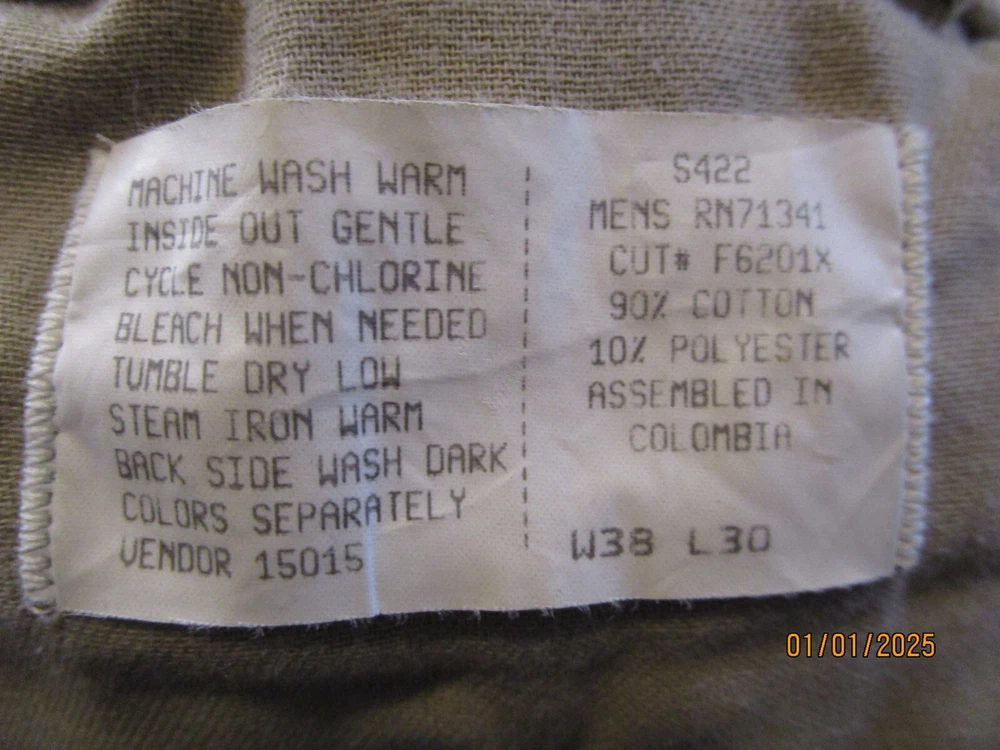 MACHINE WASH WARM
INSIDE OUT GENTLE
CYCLE NON-CHLORINE
BLEACH WHEN NEEDED
TUMBLE DRY LOW
STEAM IRON WARM
BACK SIDE WASH DARK
COLORS SEPARATELY
VENDOR 15015
S422
MENS RN71341
CUT# F6201X
90% COTTON
10% POLYESTER
ASSEMBLED IN
COLOMBIA
W38 L30
01/01/2025